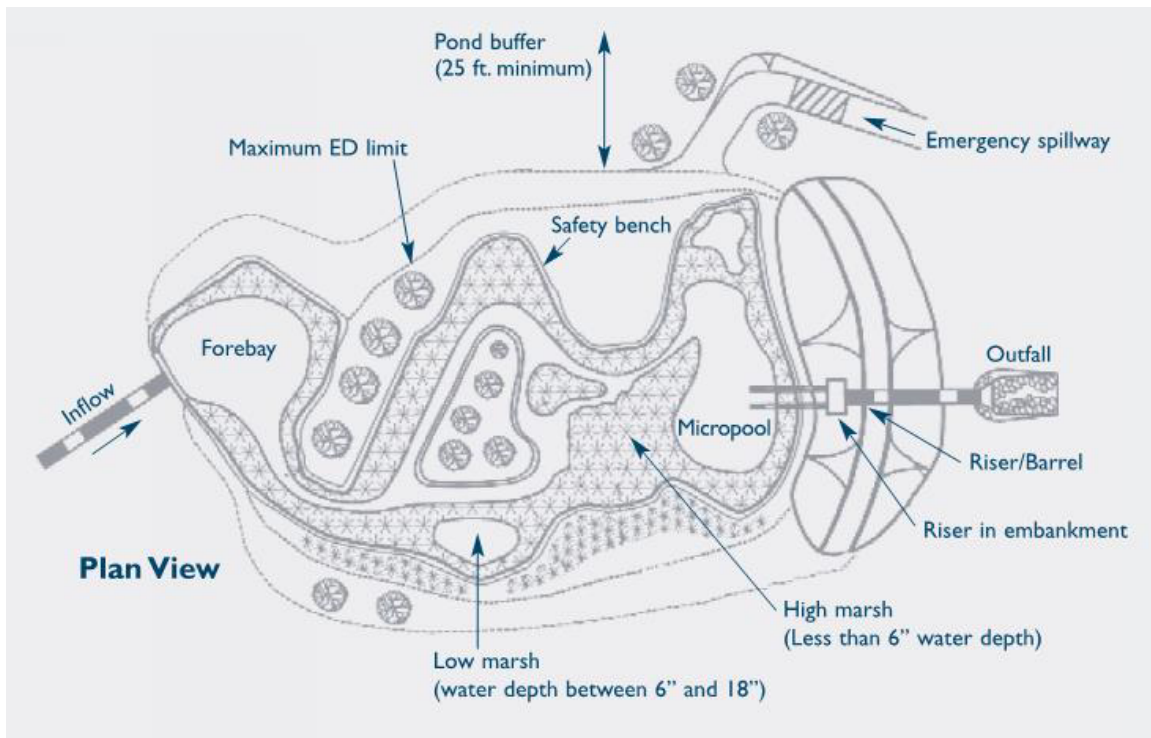 Pond buffer
(25 ft. minimum)
Emergency spillway
Maximum ED limit
Safety bench
Forebay
Outfall
Inflow
Micropool
Riser/Barrel
Riser in embankment
Plan View
High marsh
(Less than 6” water depth)
Low marsh
(water depth between 6” and 18”)